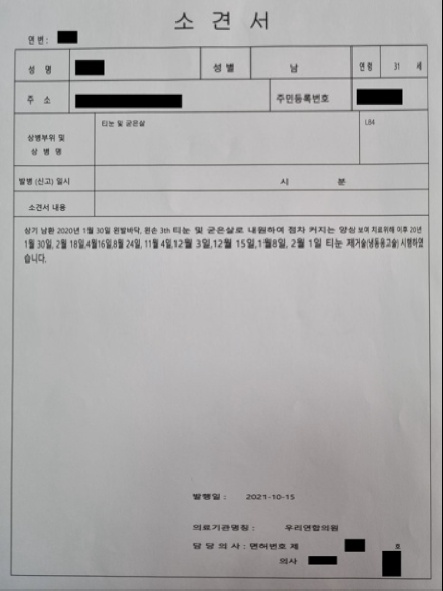 소 견 서
연번 :
성 명 성별 남 연령 31 세
주 소 주민등록번호
상병부위 및 상 병 명 티눈 및 굳은살 L84
발병 (신고) 일시 시 분
소견서 내용
상기 남환 2020년 1월 30일 왼발바닥, 왼손 3th 티눈 및 굳은살로 내원하여 점차 커지는 양상 보여 치료위해 이후 20년
1월 30일, 2월 18일,4월16일,8월 24일, 11월 4일,12월 3일,12월 15일,1월8일, 2월 1일 티눈 제거술(냉동응고술) 시행하였
습니다.
발행일 : 2021-10-15
의료기관명칭 : 우리연합의원
담 당 의 사 : 면허번호 제 호
의사